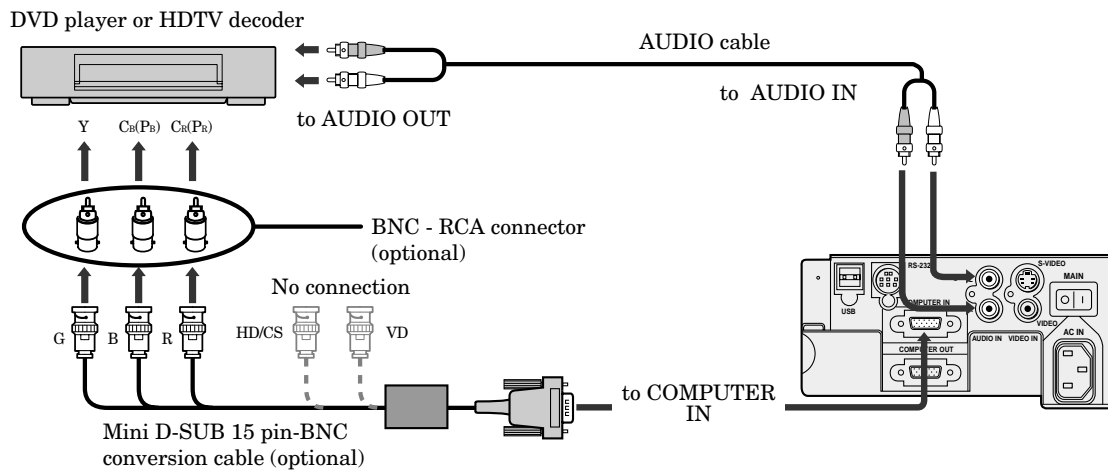 DVD player or HDTV decoder
AUDIO cable
to AUDIO IN
to AUDIO OUT
Y
CB(PB)
CR(PR)
BNC - RCA connector
(optional)
No connection
G
B
R
HD/CS
VD
to COMPUTER
IN
Mini D-SUB 15 pin-BNC
conversion cable (optional)
RS-232
S-VIDEO
MAIN
USB
COMPUTER IN
VIDEO
AC IN
AUDIO IN
VIDEO IN
COMPUTER OUT